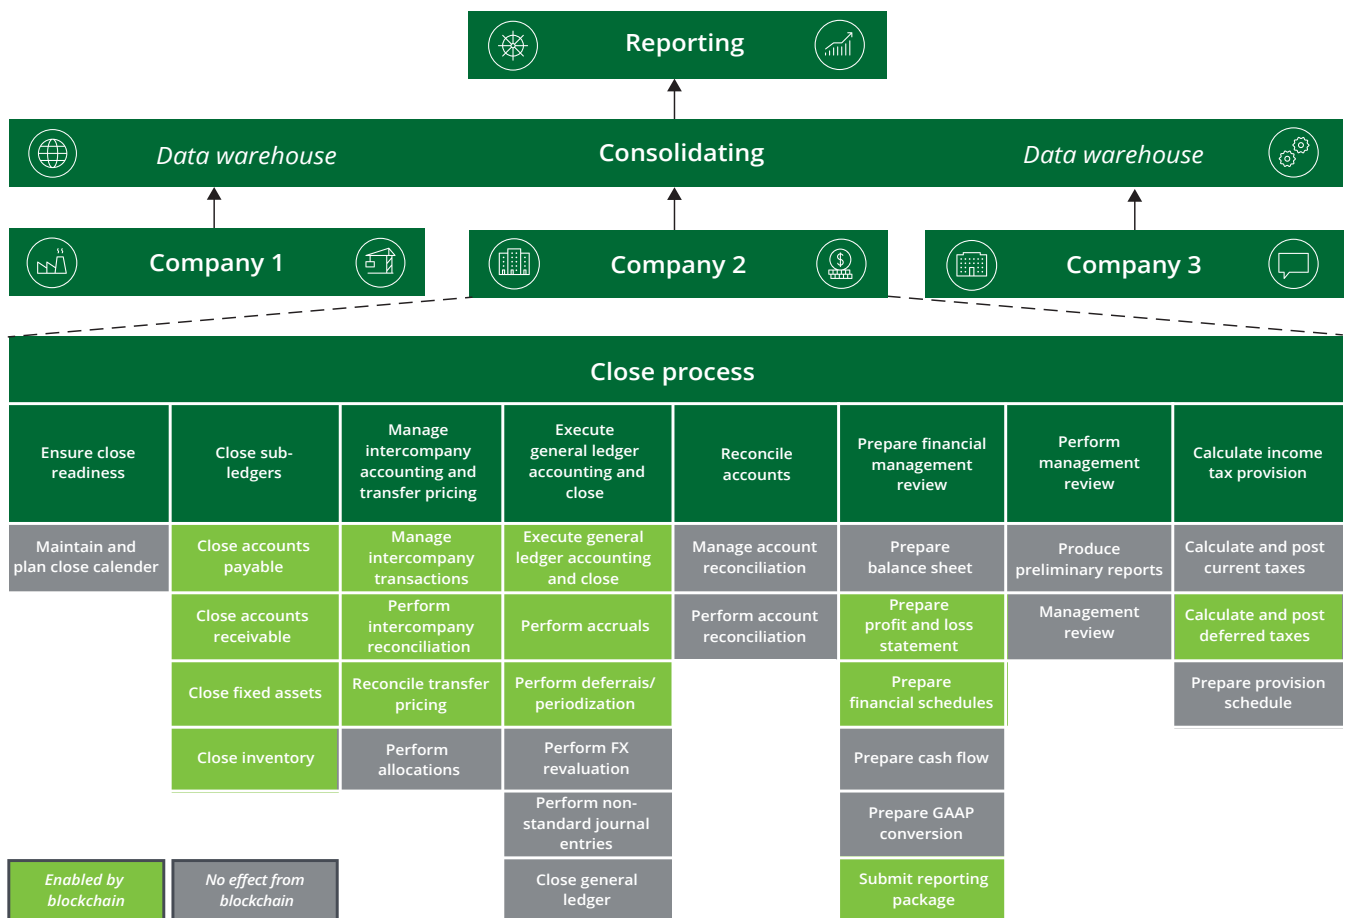 Reporting
Data warehouse
Consolidating
Data warehouse
Company 1
Company 2
Company 3
Close process
Ensure close
readiness
Close sub-
ledgers
Manage
intercompany
accounting and
transfer pricing
Execute
general ledger
accounting and
close
Reconcile
accounts
Prepare financial
management
review
Perform
management
review
Calculate income
tax provision
Maintain and
plan close calender
Close accounts
payable
Manage
intercompany
transactions
Execute general
ledger accounting
and close
Manage account
reconciliation
Prepare
balance sheet
Produce
preliminary reports
Calculate and post
current taxes
Close accounts
receivable
Perform
intercompany
reconciliation
Perform accruals
Perform account
reconciliation
Prepare
profit and loss
statement
Management
review
Calculate and post
deferred taxes
Close fixed assets
Reconcile transfer
pricing
Perform deferrais/
periodization
Prepare
financial schedules
Prepare provision
schedule
Close inventory
Perform
allocations
Perform FX
revaluation
Prepare cash flow
Perform non-
standard journal
entries
Prepare GAAP
conversion
Enabled by
blockchain
No effect from
blockchain
Close general
ledger
Submit reporting
package